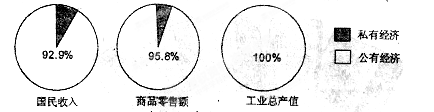 92.9%
95.8%
100%
私有经济
公有经济
国民收入
商品零售额
工业总产值